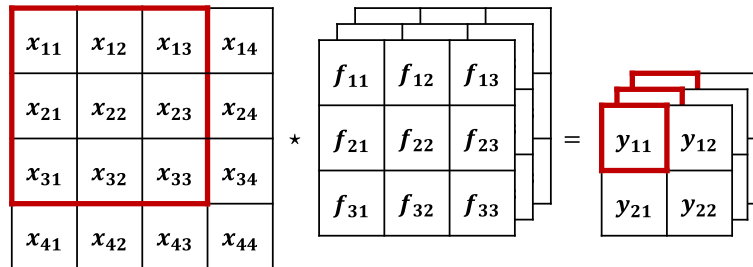 x₁₁ x₁₂ x₁₃ x₁₄
x₂₁ x₂₂ x₂₃ x₂₄
x₃₁ x₃₂ x₃₃ x₃₄
x₄₁ x₄₂ x₄₃ x₄₄
⋆
f₁₁ f₁₂ f₁₃
f₂₁ f₂₂ f₂₃
f₃₁ f₃₂ f₃₃
=
y₁₁ y₁₂
y₂₁ y₂₂